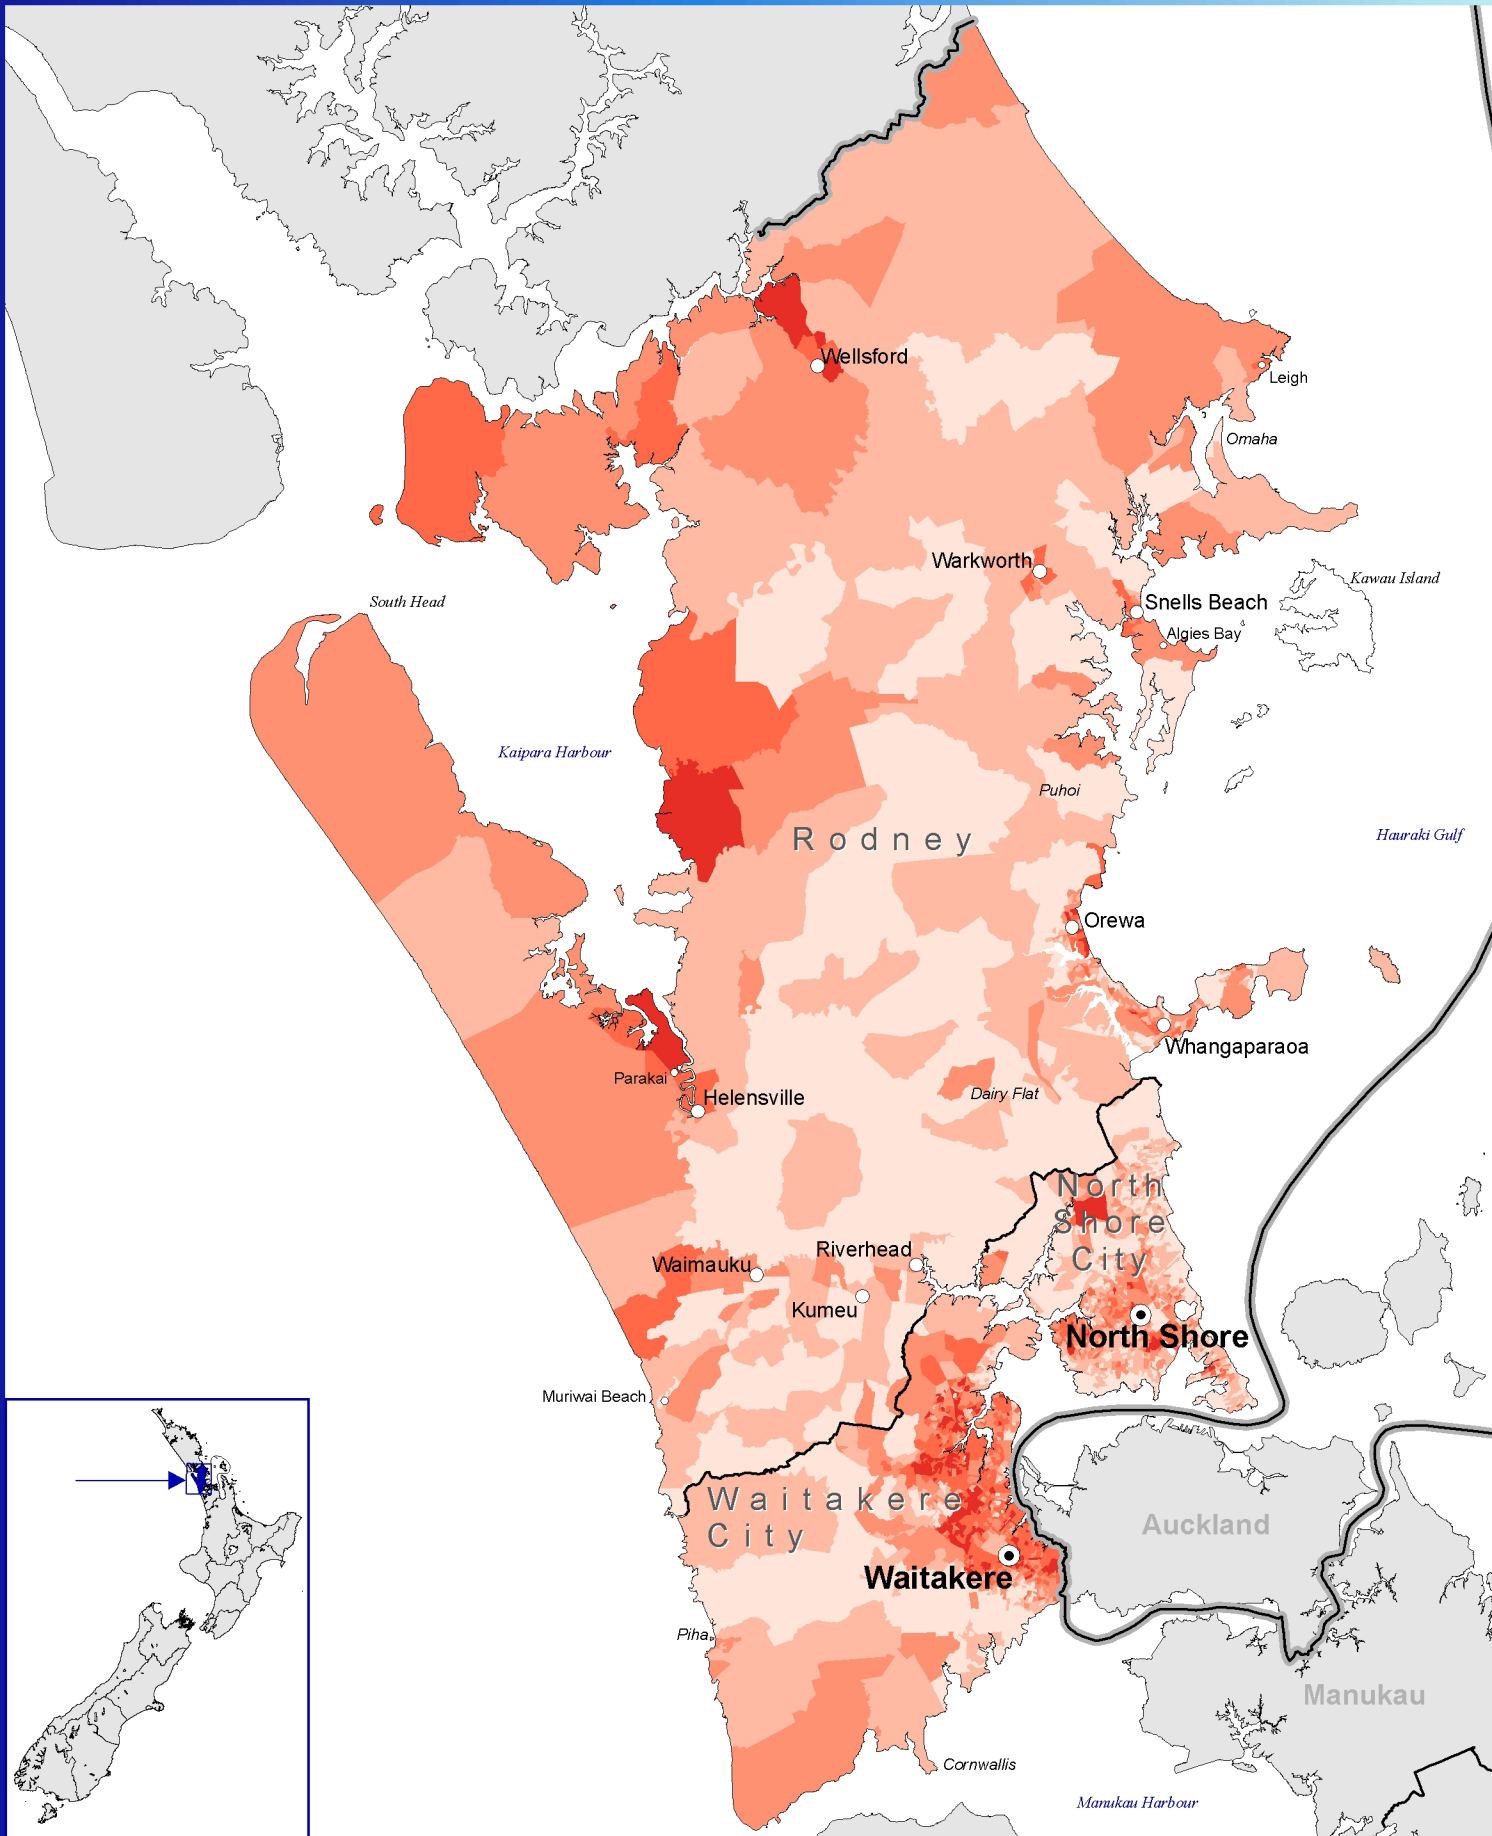 Wellsford
Leigh
Omaha
Warkworth
Kawau Island
South Head
Snells Beach
Algies Bay
Kaipara Harbour
Puhoi
Rodney
Hauraki Gulf
Orewa
Whangaparaoa
Parakai
Helensville
Dairy Flat
North
Shore
City
Riverhead
Waimauku
Kumeu
North Shore
Muriwai Beach
Waitakere
City
Auckland
Waitakere
Piha
Manukau
Cornwallis
Manukau Harbour